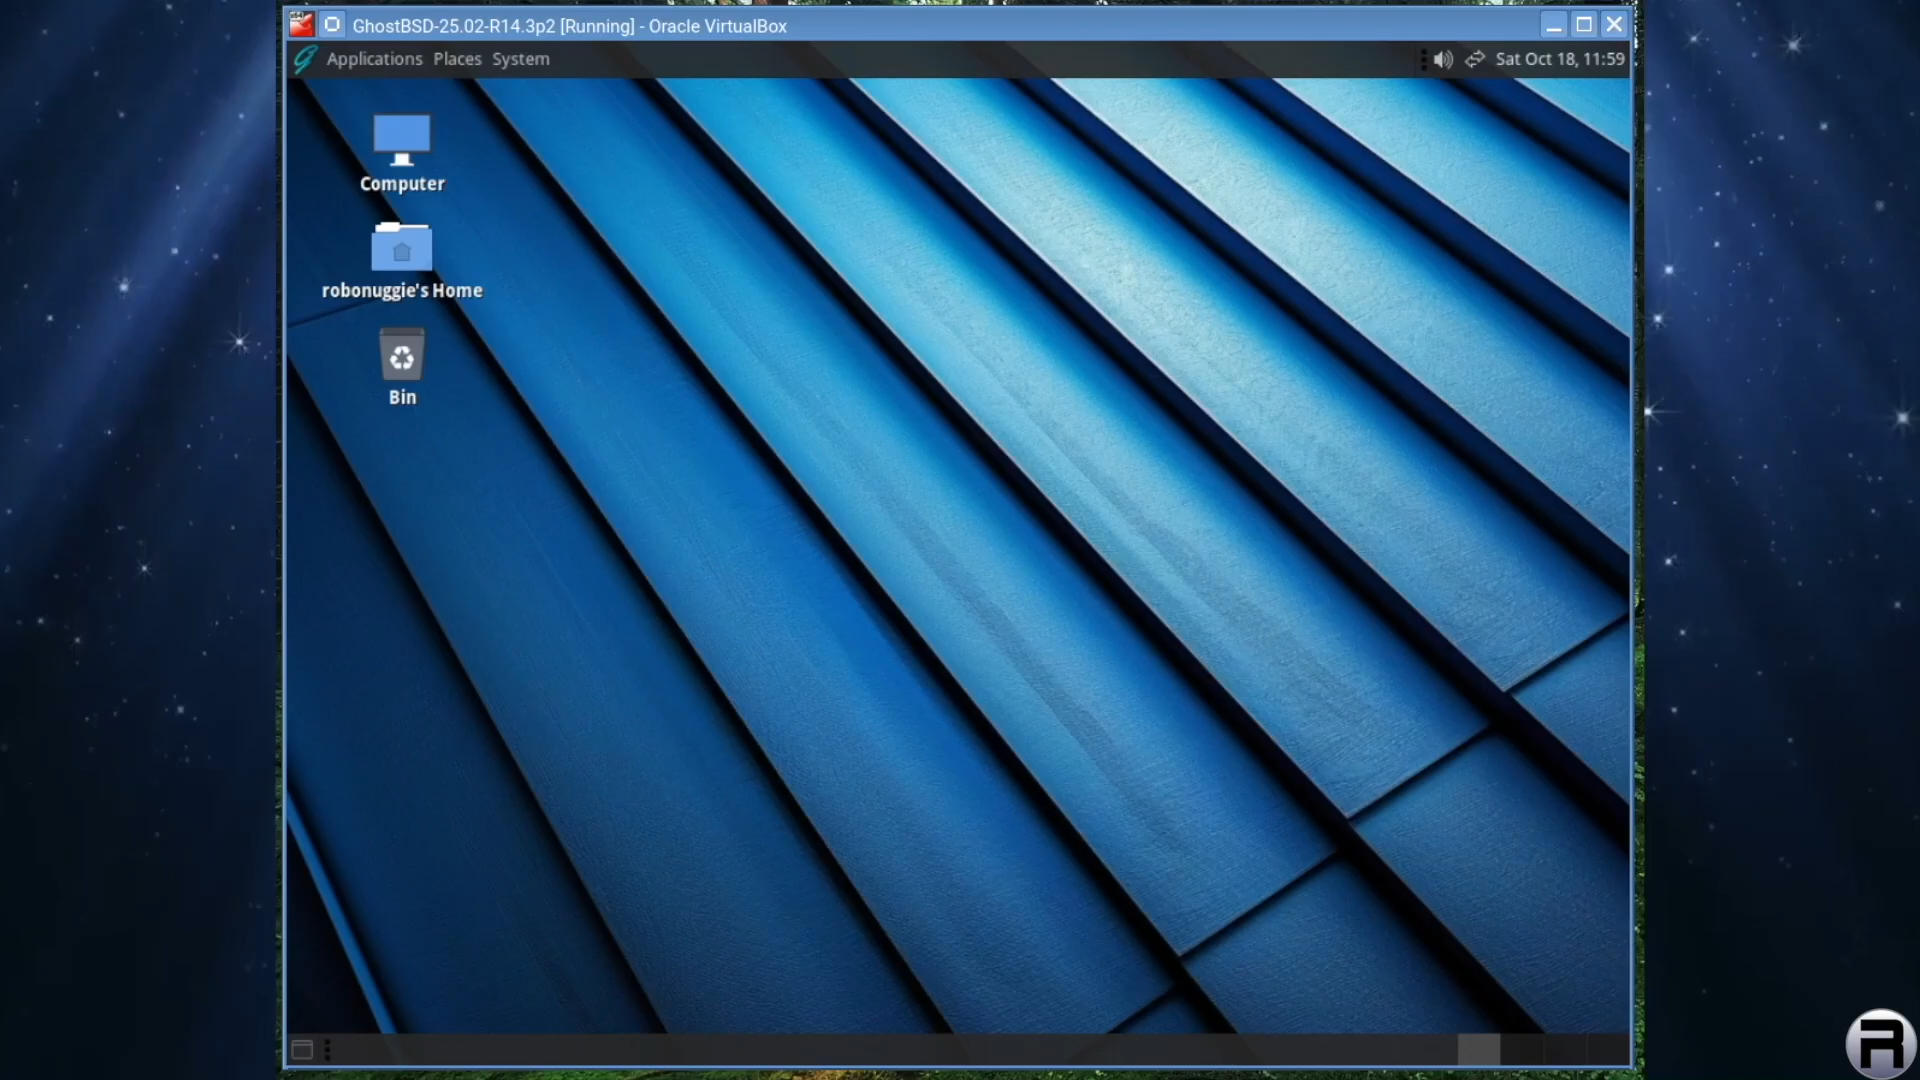 GhostBSD-25.02-R14.3p2 [Running] - Oracle VirtualBox
Applications Places System
Sat Oct 18, 11:59
Computer
robonuggie's Home
Bin